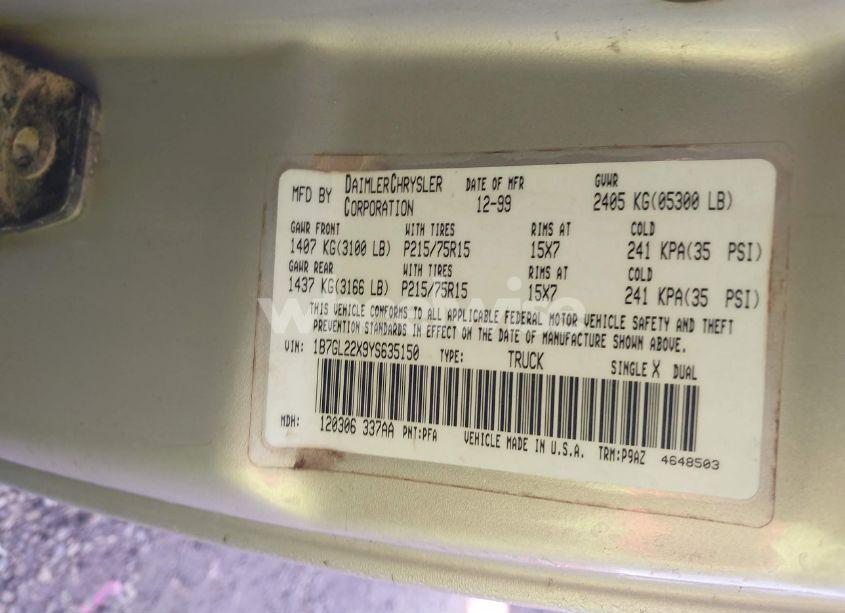 MFD BY DAIMLERCHRYSLER CORPORATION DATE OF MFR 12-99 GVWR 2405 KG(05300 LB)
GAWR FRONT WITH TIRES RIMS AT COLD
1407 KG(3100 LB) P215/75R15 15X7 241 KPA(35 PSI)
GAWR REAR WITH TIRES RIMS AT COLD
1437 KG(3166 LB) P215/75R15 15X7 241 KPA(35 PSI)
THIS VEHICLE CONFORMS TO ALL APPLICABLE FEDERAL MOTOR VEHICLE SAFETY AND THEFT
PREVENTION STANDARDS IN EFFECT ON THE DATE OF MANUFACTURE SHOWN ABOVE.
VIN: 1B7GL22X9YS635150 TYPE: TRUCK SINGLE X DUAL
MDH: 120306 337AA PNT:PFA VEHICLE MADE IN U.S.A. TRM:P9AZ 4648503